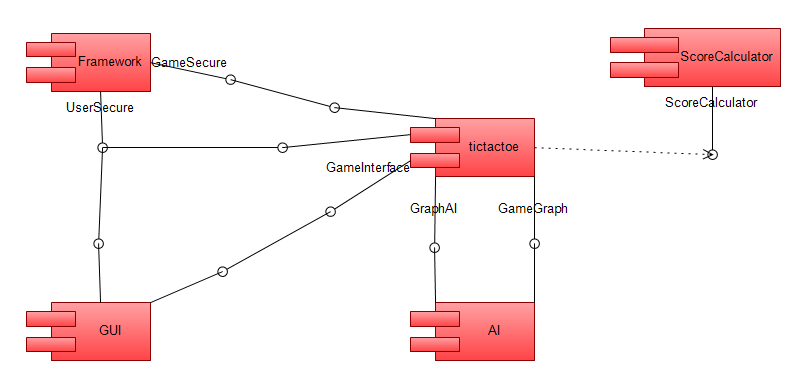 Framework
GameSecure
ScoreCalculator
UserSecure
ScoreCalculator
tictactoe
GameInterface
GraphAI
GameGraph
GUI
AI